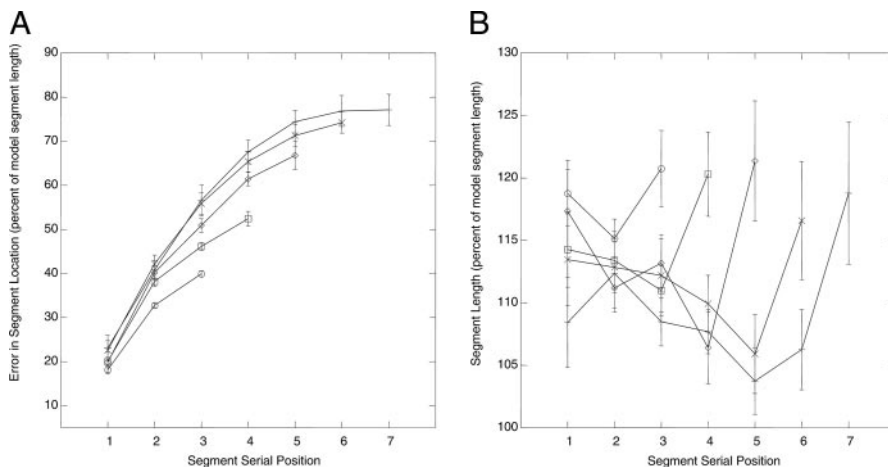 A
Error in Segment Location (percent of model segment length)
90
80
70
60
50
40
30
20
10
1 2 3 4 5 6 7
Segment Serial Position
B
Segment Length (percent of model segment length)
130
125
120
115
110
105
100
1 2 3 4 5 6 7
Segment Serial Position